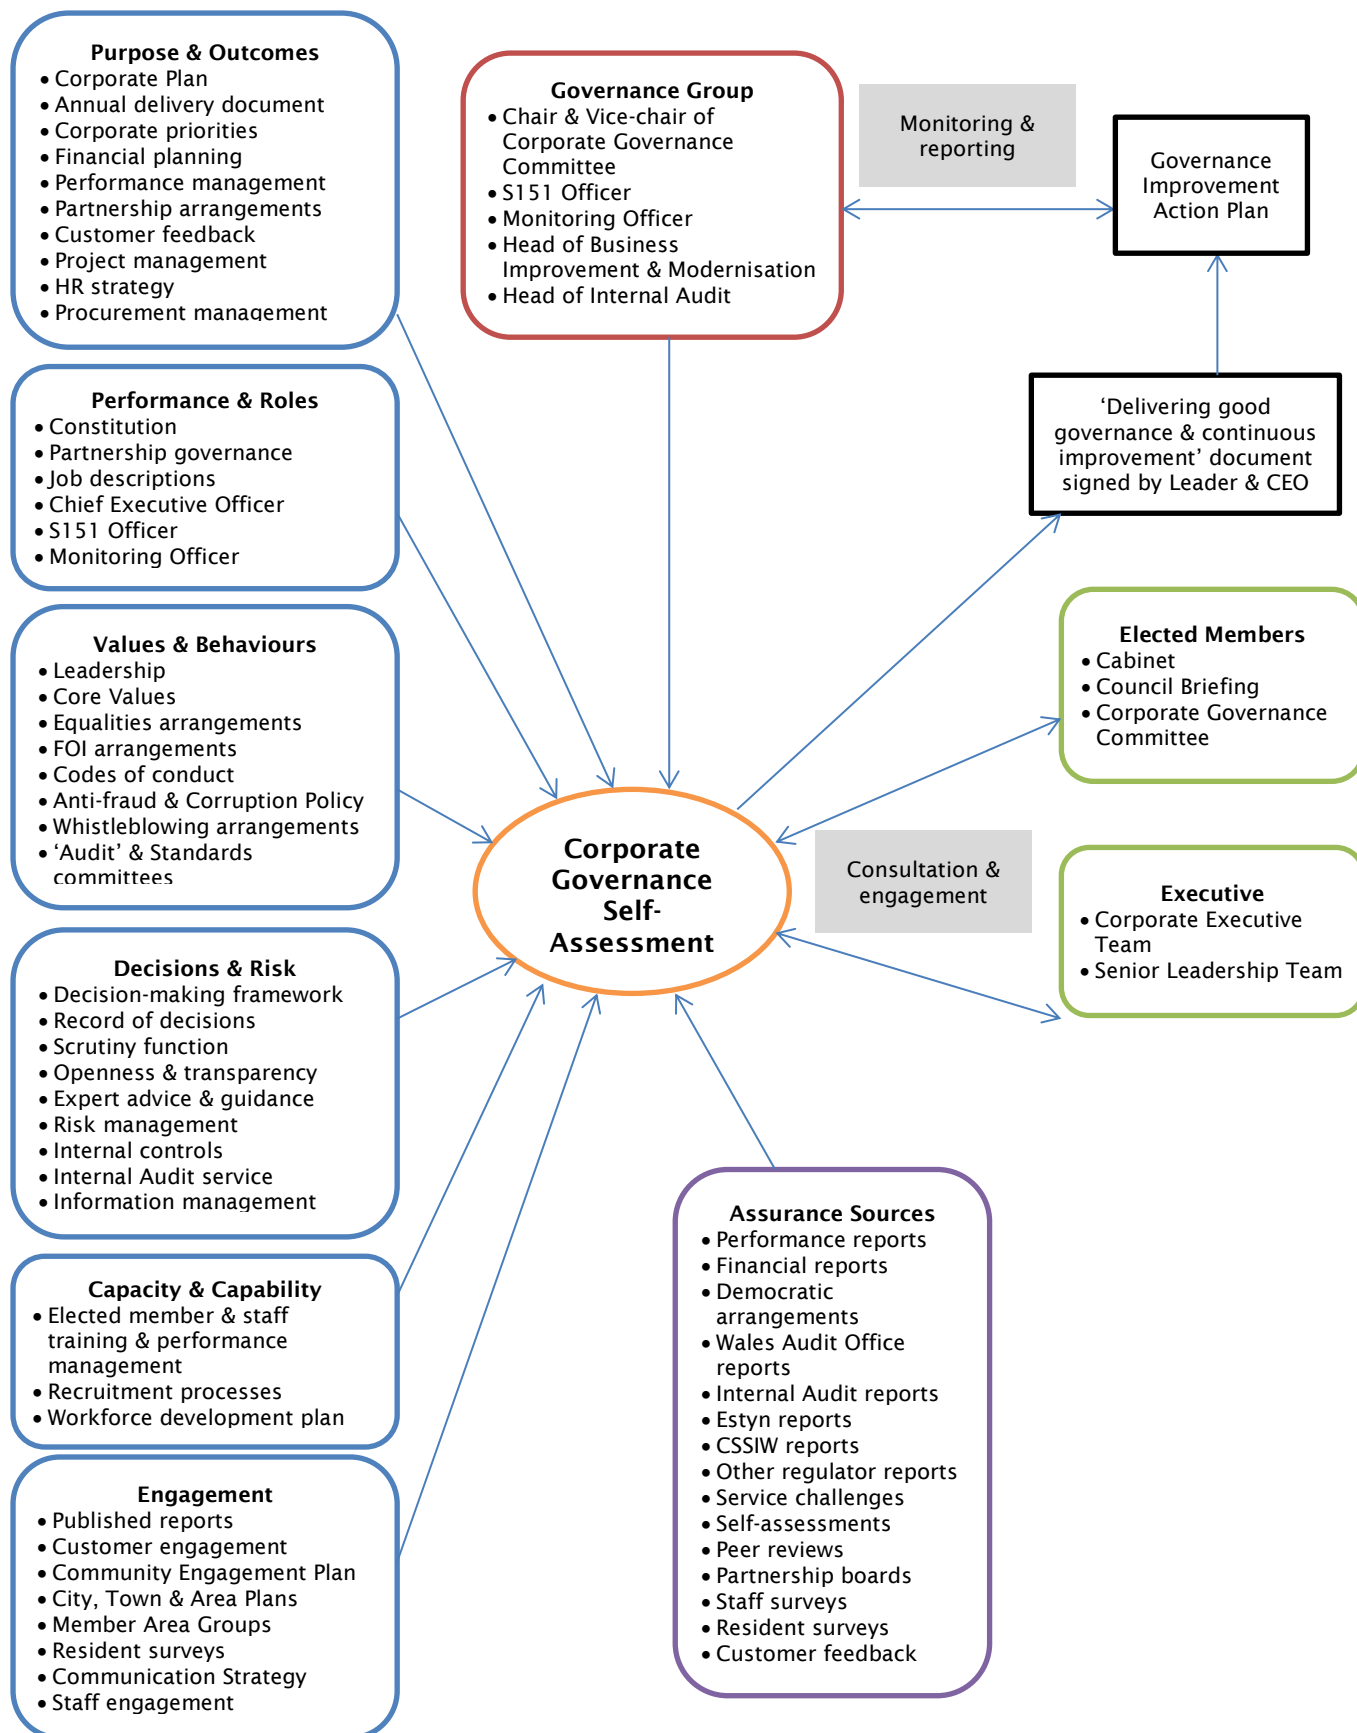 Purpose & Outcomes
• Corporate Plan
• Annual delivery document
• Corporate priorities
• Financial planning
• Performance management
• Partnership arrangements
• Customer feedback
• Project management
• HR strategy
• Procurement management
Governance Group
• Chair & Vice-chair of
Corporate Governance
Committee
• S151 Officer
• Monitoring Officer
• Head of Business
Improvement & Modernisation
• Head of Internal Audit
Monitoring &
reporting
Governance
Improvement
Action Plan
Performance & Roles
• Constitution
• Partnership governance
• Job descriptions
• Chief Executive Officer
• S151 Officer
• Monitoring Officer
‘Delivering good
governance & continuous
improvement’ document
signed by Leader & CEO
Values & Behaviours
• Leadership
• Core Values
• Equalities arrangements
• FOI arrangements
• Codes of conduct
• Anti-fraud & Corruption Policy
• Whistleblowing arrangements
• ‘Audit’ & Standards
committees
Elected Members
• Cabinet
• Council Briefing
• Corporate Governance
Committee
Corporate
Governance
Self-
Assessment
Consultation &
engagement
Executive
• Corporate Executive
Team
• Senior Leadership Team
Decisions & Risk
• Decision-making framework
• Record of decisions
• Scrutiny function
• Openness & transparency
• Expert advice & guidance
• Risk management
• Internal controls
• Internal Audit service
• Information management
Capacity & Capability
• Elected member & staff
training & performance
management
• Recruitment processes
• Workforce development plan
Engagement
• Published reports
• Customer engagement
• Community Engagement Plan
• City, Town & Area Plans
• Member Area Groups
• Resident surveys
• Communication Strategy
• Staff engagement
Assurance Sources
• Performance reports
• Financial reports
• Democratic
arrangements
• Wales Audit Office
reports
• Internal Audit reports
• Estyn reports
• CSSIW reports
• Other regulator reports
• Service challenges
• Self-assessments
• Peer reviews
• Partnership boards
• Staff surveys
• Resident surveys
• Customer feedback